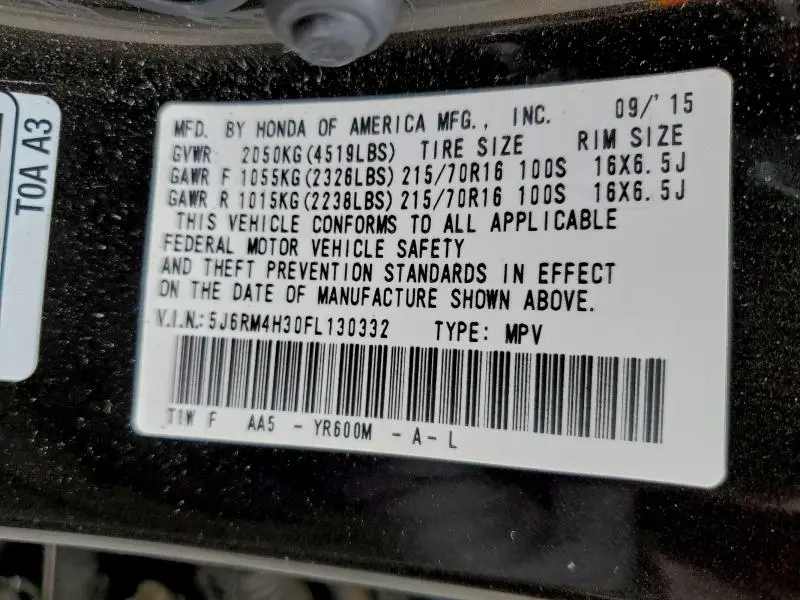 MFD. BY HONDA OF AMERICA MFG., INC. 09/'15
GVWR 2050KG(4519LBS) TIRE SIZE RIM SIZE
GAWR F 1055KG(2326LBS)215/70R16 100S 16X6.5J
GAWR R 1015KG(2238LBS)215/70R16 100S 16X6.5J
THIS VEHICLE CONFORMS TO ALL APPLICABLE
FEDERAL MOTOR VEHICLE SAFETY
AND THEFT PREVENTION STANDARDS IN EFFECT
ON THE DATE OF MANUFACTURE SHOWN ABOVE.
V.I.N.: 5J6RM4H30FL130332 TYPE: MPV
T1W F AA5 - YR600M - A - L
TOA A3